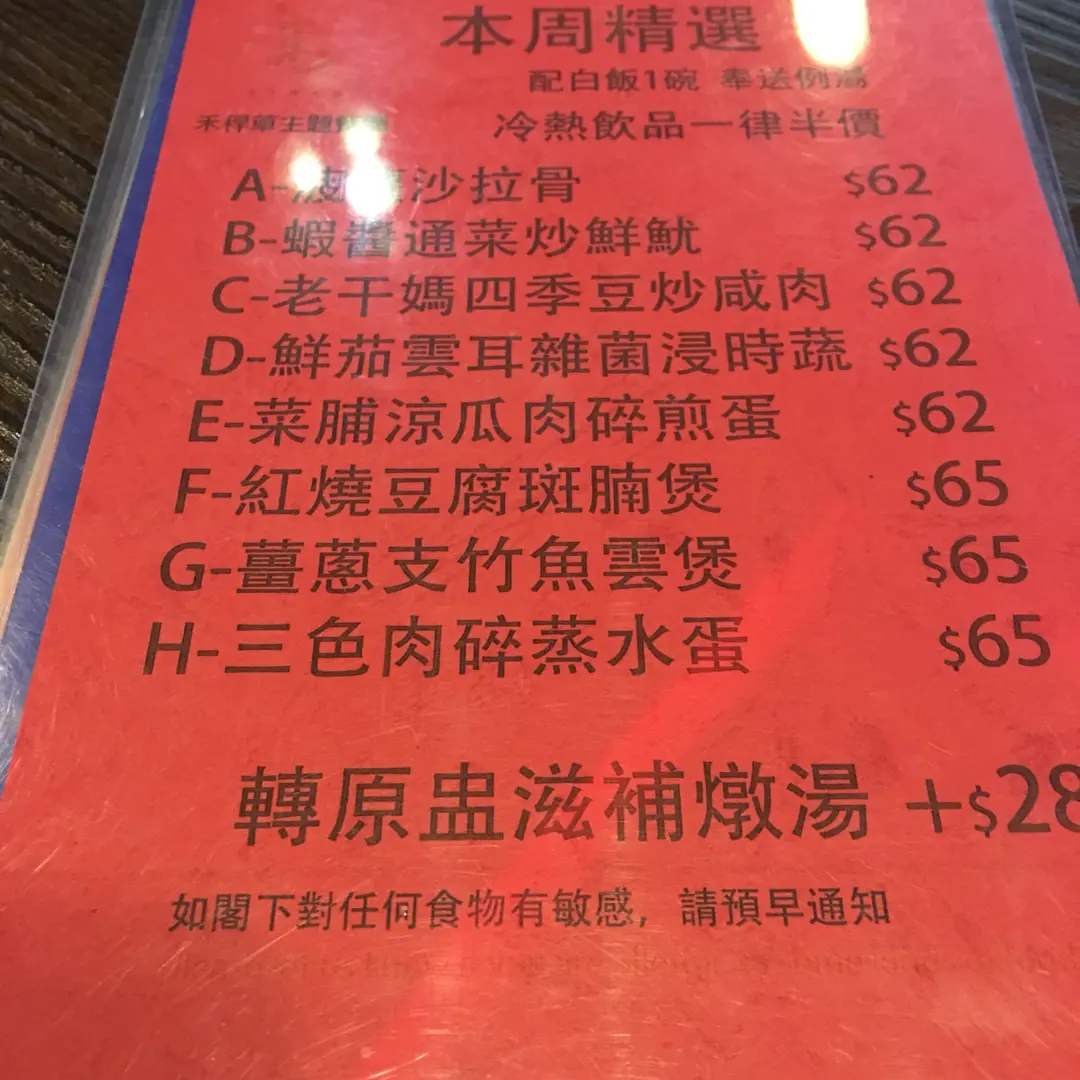 本周精選
配白飯1碗 奉送例湯
禾稈草主題
冷熱飲品一律半價
A-沙拉骨 $62
B-蝦醬通菜炒鮮魷 $62
C-老干媽四季豆炒咸肉 $62
D-鮮茄雲耳雜菌浸時蔬 $62
E-菜脯涼瓜肉碎煎蛋 $62
F-紅燒豆腐斑腩煲 $65
G-薑蔥支竹魚雲煲 $65
H-三色肉碎蒸水蛋 $65
轉原盅滋補燉湯 +$28
如閣下對任何食物有敏感，請預早通知